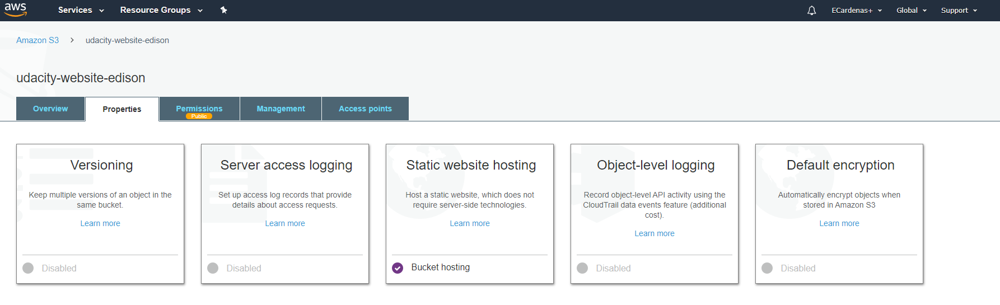 aws Services Resource Groups ECardenas+ Global Support
Amazon S3 > udacity-website-edison
udacity-website-edison
Overview Properties Permissions Management Access points
Public
Versioning
Keep multiple versions of an object in the
same bucket.
Learn more
Disabled
Server access logging
Set up access log records that provide
details about access requests.
Learn more
Disabled
Static website hosting
Host a static website, which does not
require server-side technologies.
Learn more
Bucket hosting
Object-level logging
Record object-level API activity using the
CloudTrail data events feature (additional
cost).
Learn more
Disabled
Default encryption
Automatically encrypt objects when
stored in Amazon S3
Learn more
Disabled